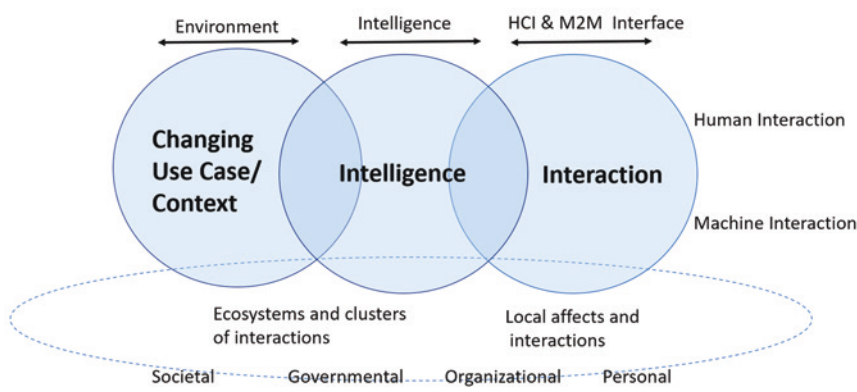 Environment
Intelligence
HCI & M2M Interface
Human Interaction
Changing
Use Case/
Context
Intelligence
Interaction
Machine Interaction
Ecosystems and clusters
of interactions
Local affects and
interactions
Societal
Governmental
Organizational
Personal